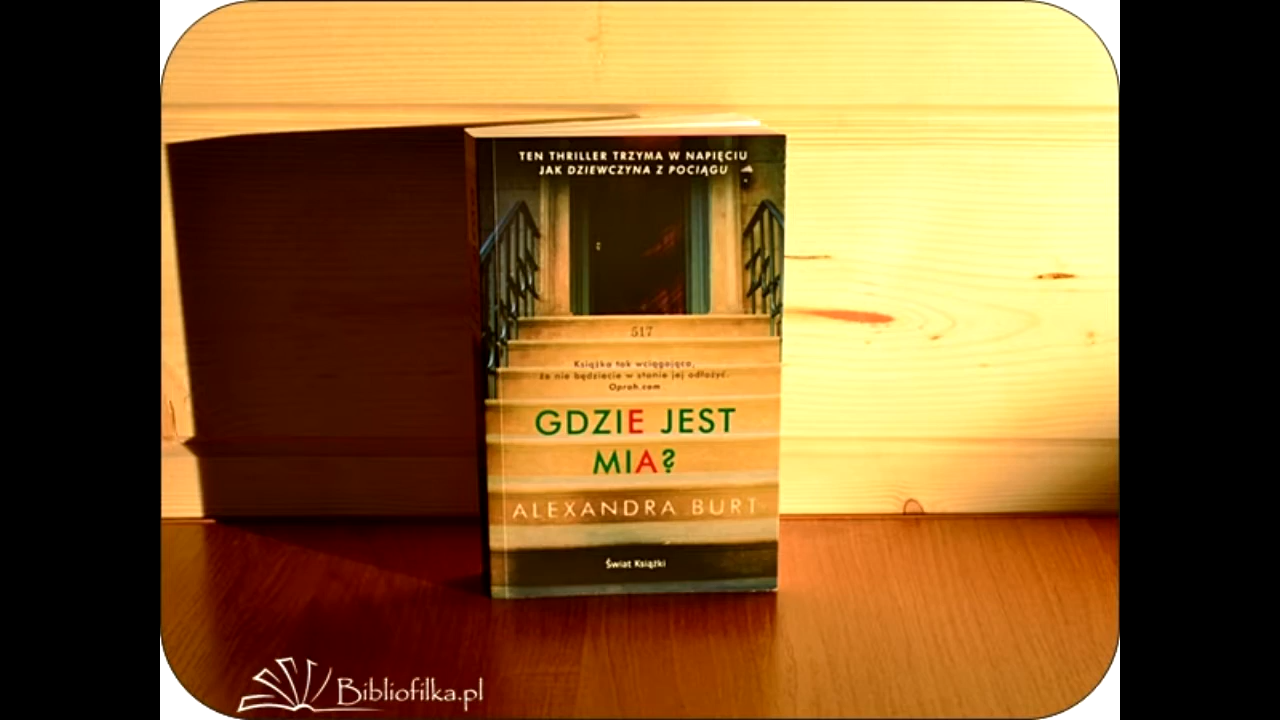 TEN THRILLER TRZYMA W NAPIĘCIU
JAK DZIEWCZYNA Z POCIĄGU
517
Książka tak wciągająca,
że nie będziecie w stanie jej odłożyć.
Oprah.com
GDZIE JEST
MIA?
ALEXANDRA BURT
Świat Książki
Bibliofilka.pl